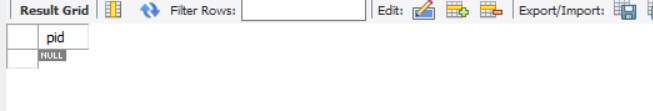 Result Grid Filter Rows: Edit: Export/Import:
pid
NULL